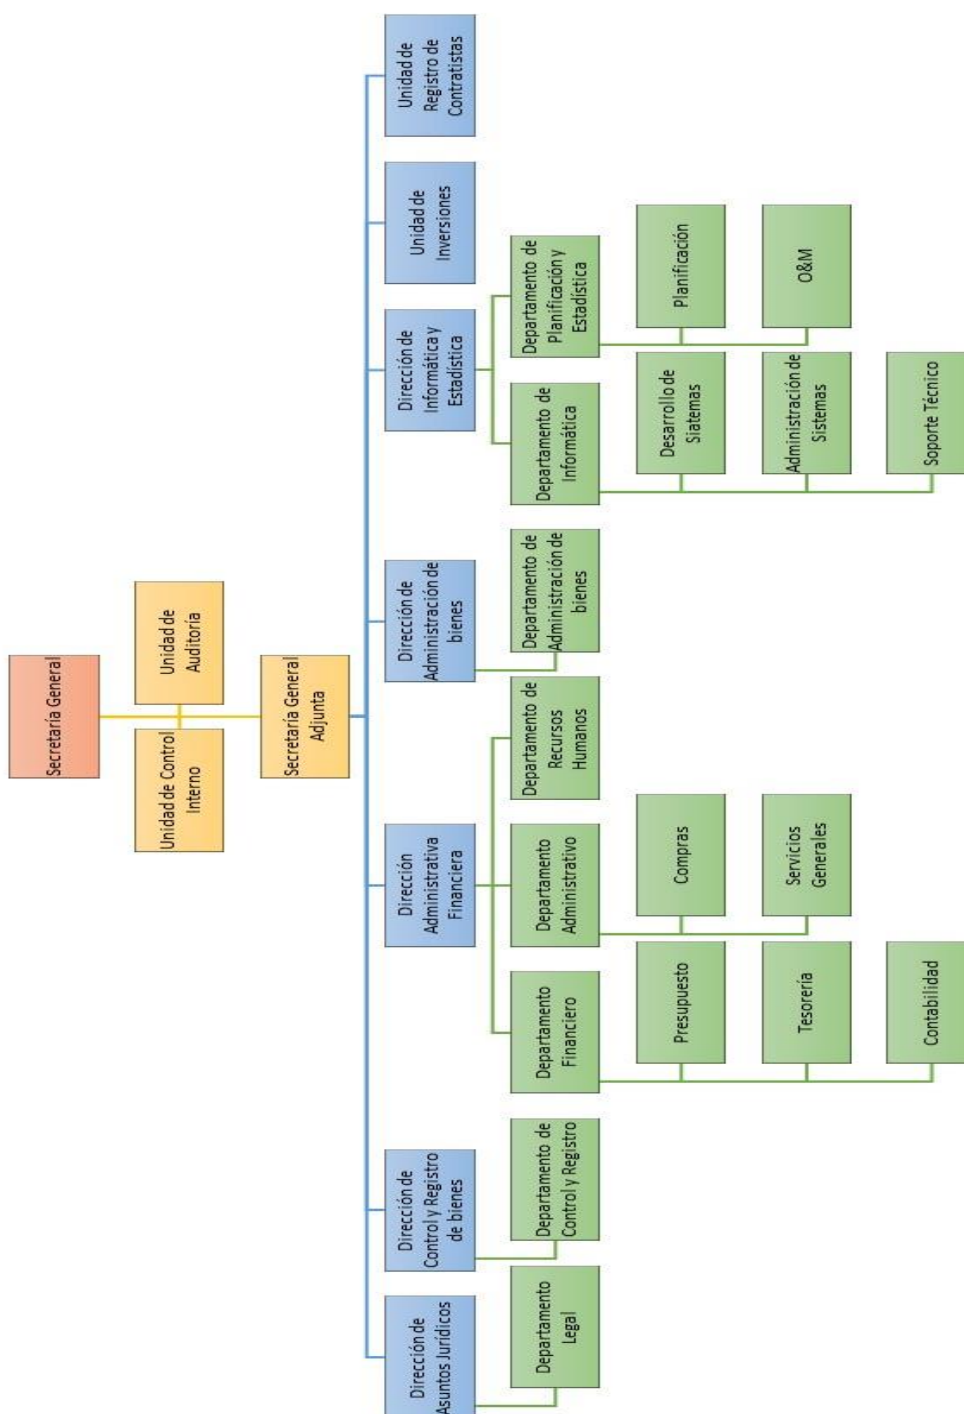 Secretaría General
Unidad de Control
Interno
Unidad de
Auditoría
Secretaría General
Adjunta
Dirección de
Asuntos Jurídicos
Dirección de
Control y Registro
de bienes
Dirección
Administrativa
Financiera
Dirección de
Administración de
bienes
Dirección de
Informática y
Estadística
Unidad de
Inversiones
Unidad de
Registro de
Contratistas
Departamento
Legal
Departamento de
Control y Registro
Departamento
Financiero
Presupuesto
Tesorería
Contabilidad
Departamento
Administrativo
Compras
Servicios
Generales
Departamento de
Recursos
Humanos
Departamento de
Administración de
bienes
Departamento de
Informática
Desarrollo de
Siatemas
Administración de
Sistemas
Soporte Técnico
Departamento de
Planificación y
Estadística
Planificación
O&M